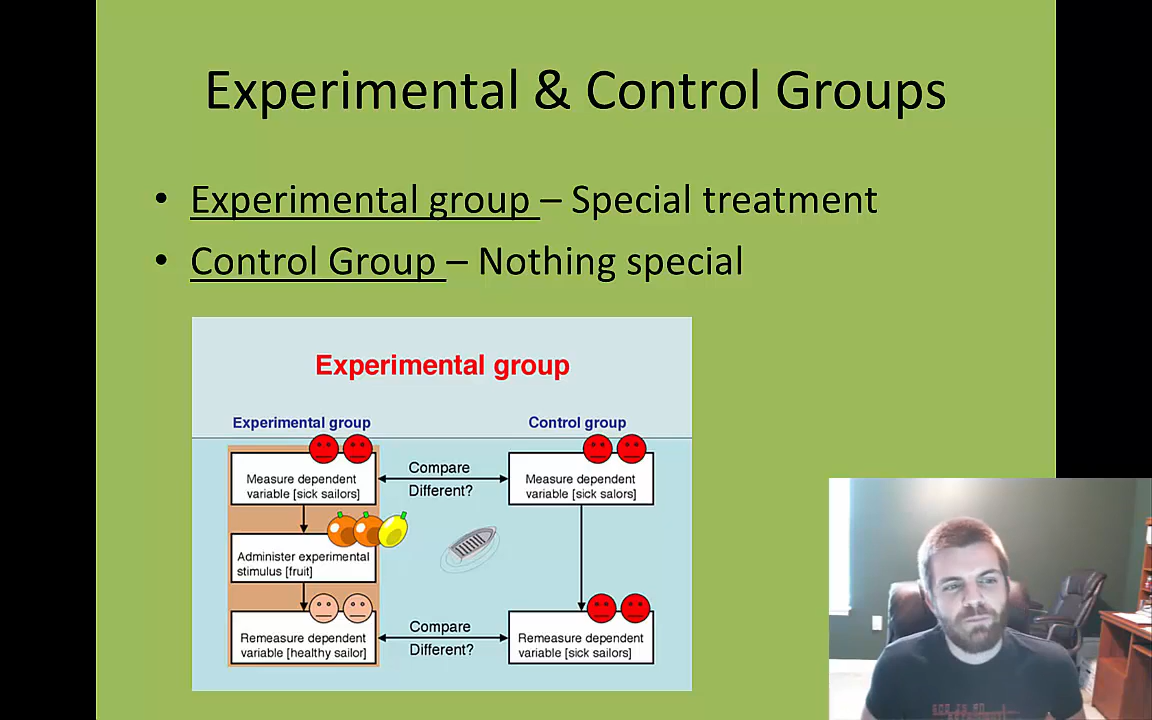 Experimental & Control Groups
• Experimental group – Special treatment
• Control Group – Nothing special
Experimental group
Experimental group
Control group
Measure dependent
variable [sick sailors]
Compare
Different?
Measure dependent
variable [sick salors]
Administer experimental
stimulus [fruit]
Remeasure dependent
variable [healthy sailor]
Compare
Different?
Remeasure dependent
variable [sick sailors]